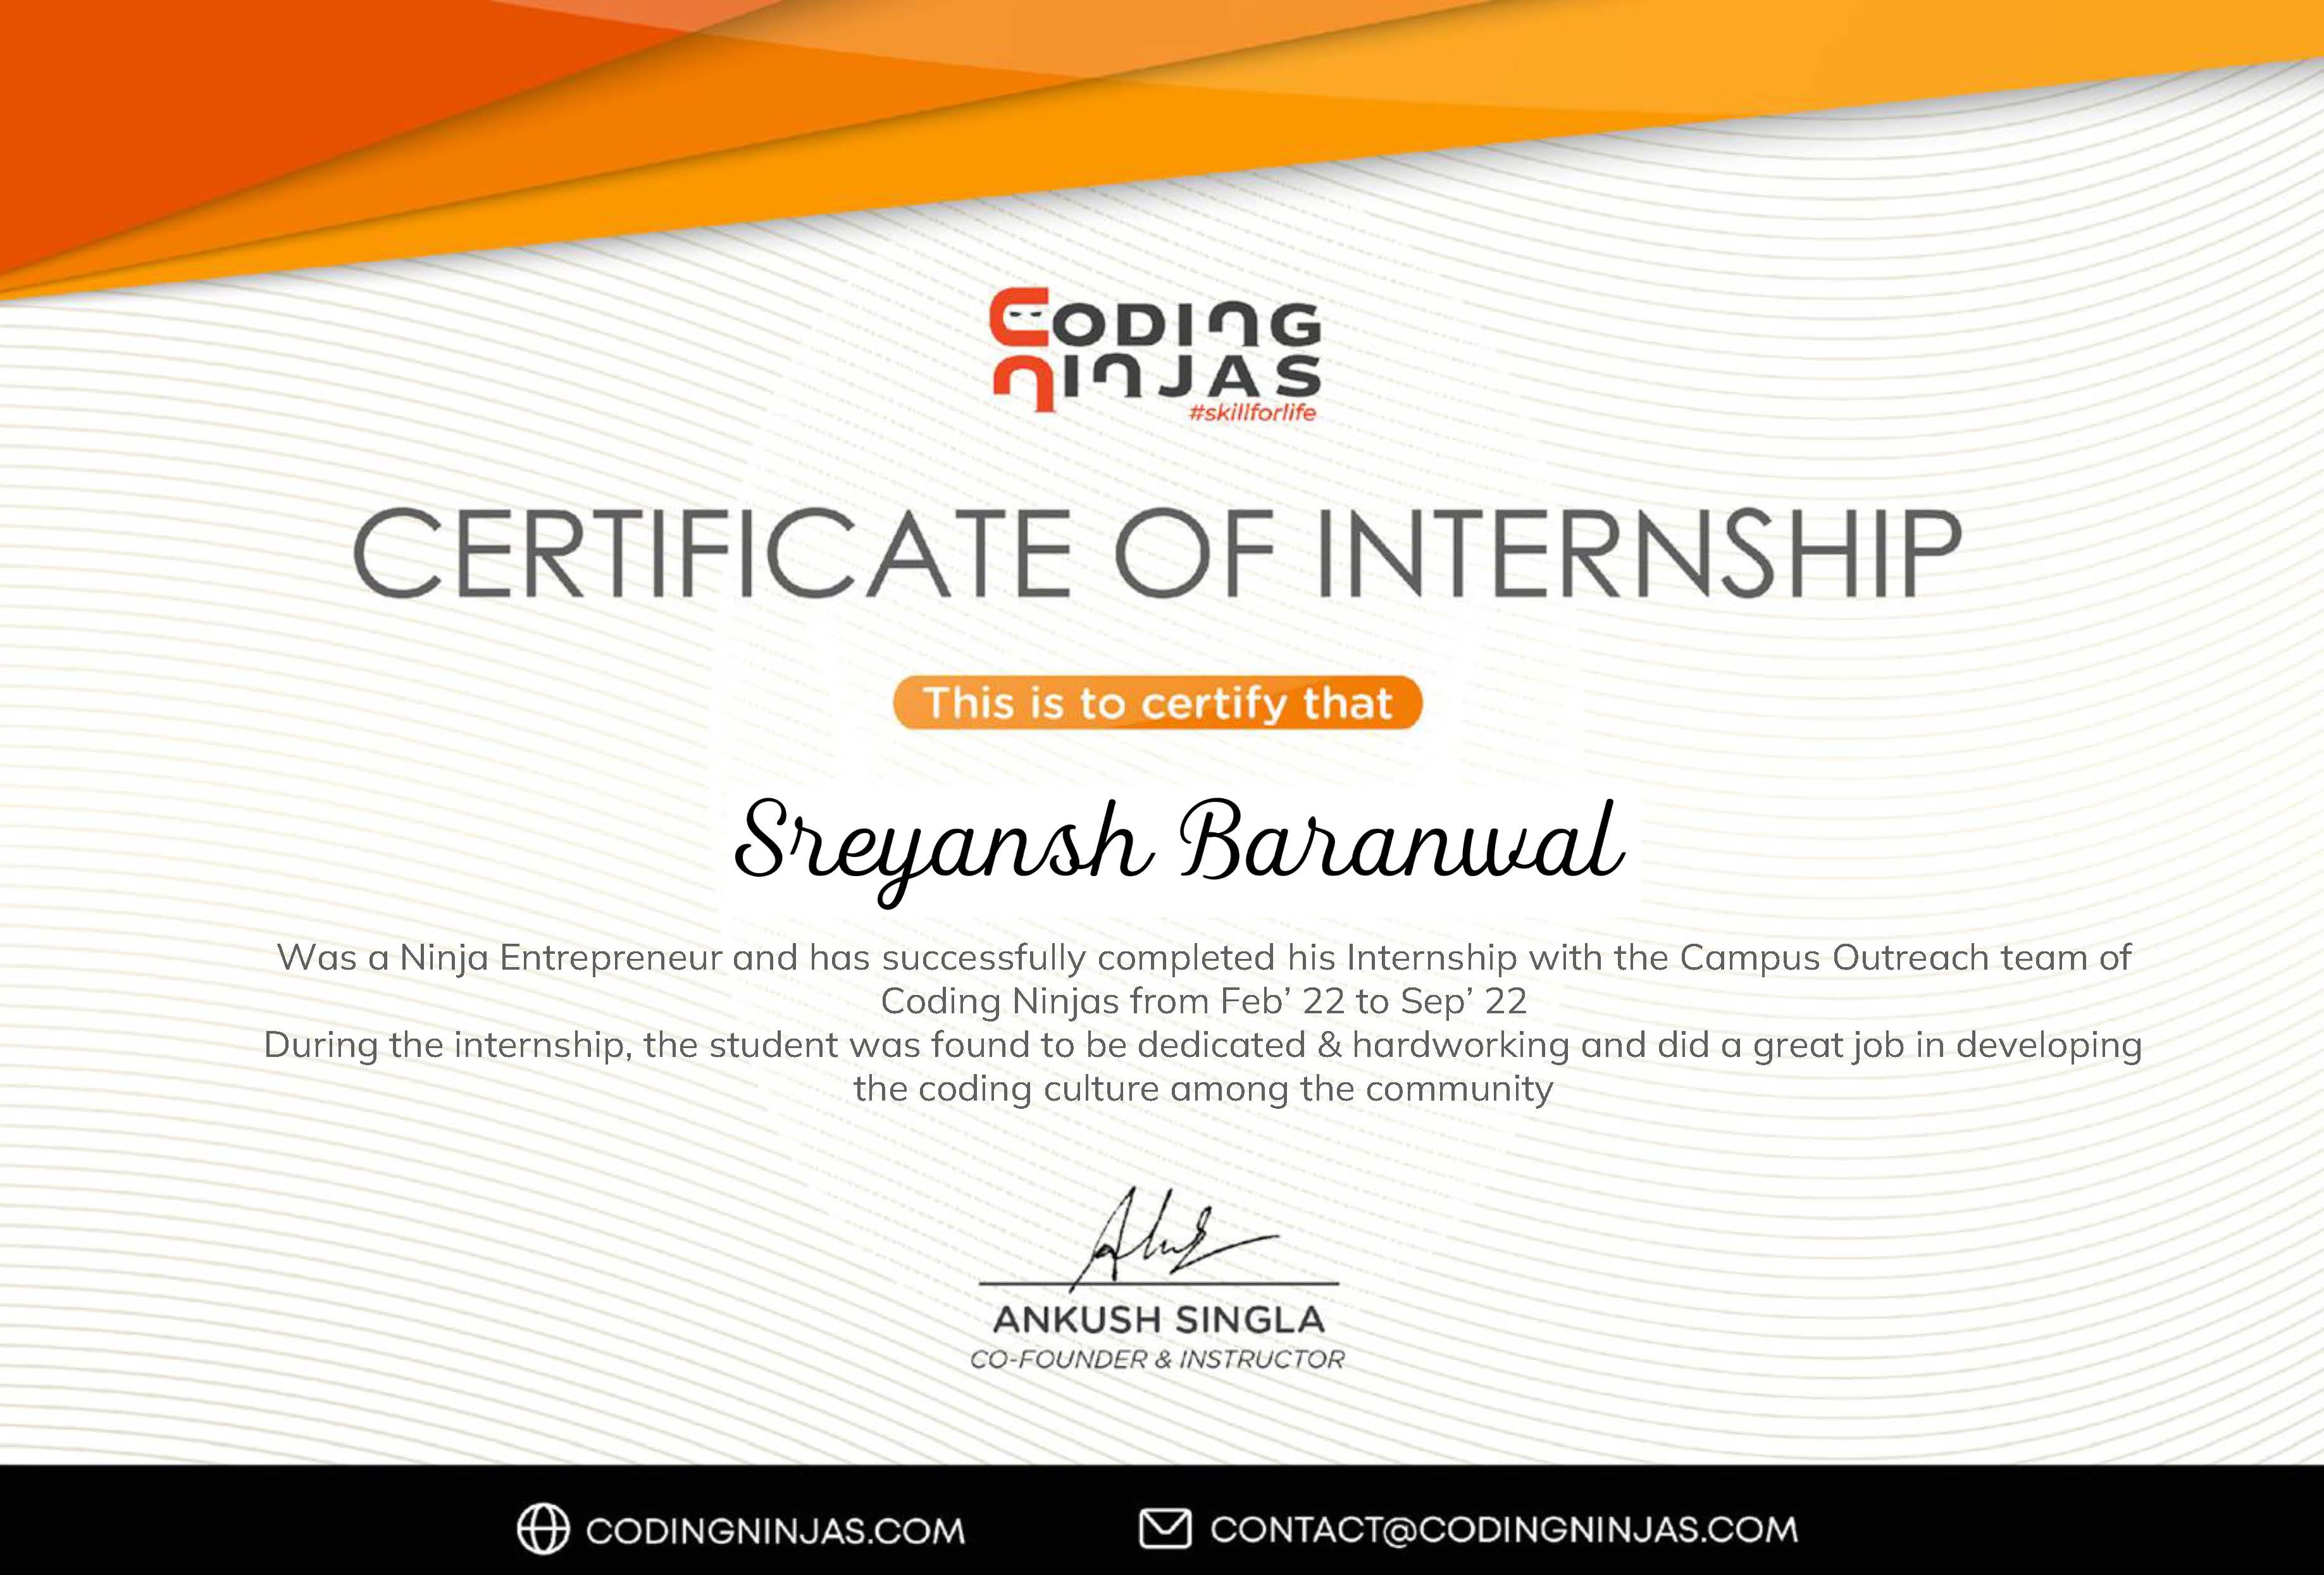 CODING
NINJAS
#skillforlife
CERTIFICATE OF INTERNSHIP
This is to certify that
Sreyansh Baranwal
Was a Ninja Entrepreneur and has successfully completed his Internship with the Campus Outreach team of
Coding Ninjas from Feb’ 22 to Sep’ 22
During the internship, the student was found to be dedicated & hardworking and did a great job in developing
the coding culture among the community
ANKUSH SINGLA
CO-FOUNDER & INSTRUCTOR
CODINGNINJAS.COM
CONTACT@CODINGNINJAS.COM